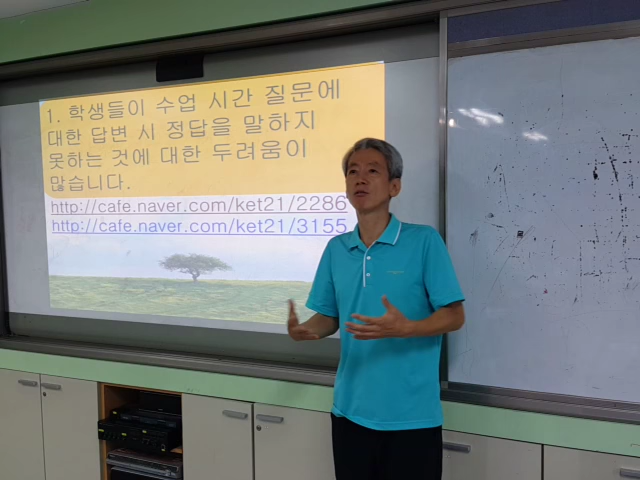 1. 학생들이 수업 시간 질문에
대한 답변 시 정답을 말하지
못하는 것에 대한 두려움이
많습니다.
http://cafe.naver.com/ket21/2286
http://cafe.naver.com/ket21/3155